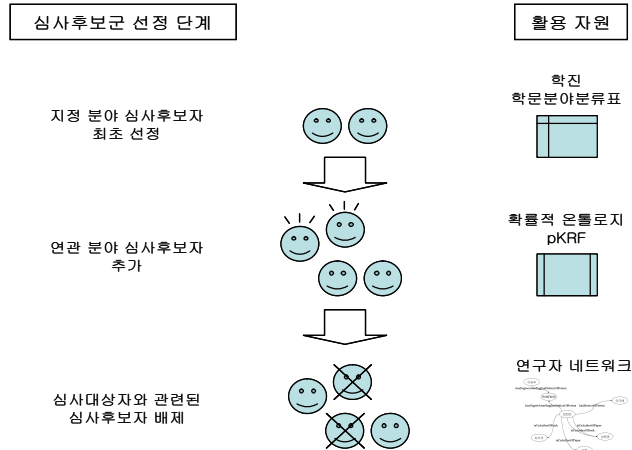 심사후보군 선정 단계
활용 자원
지정 분야 심사후보자
최초 선정
학진
학문분야분류표
연관 분야 심사후보자
추가
확률적 온톨로지
pKRF
심사대상자와 관련된
심사후보자 배제
연구자 네트워크